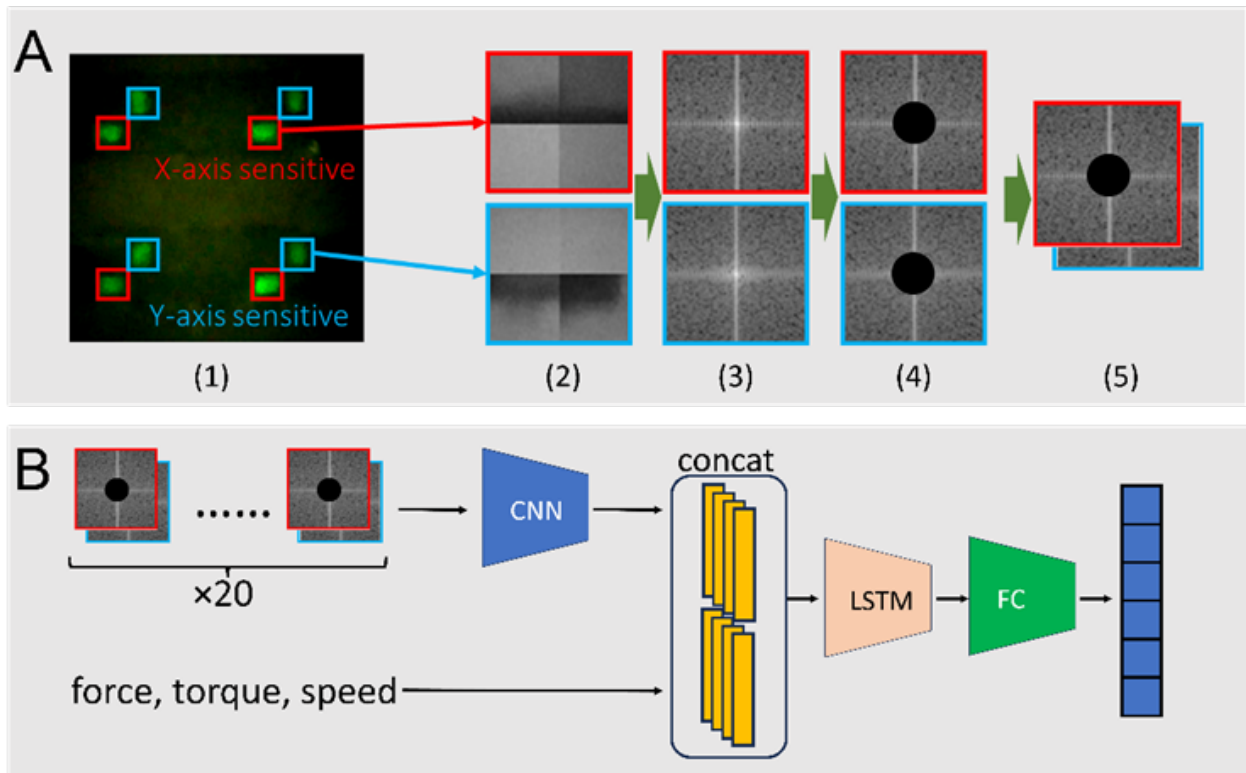 A
X-axis sensitive
Y-axis sensitive
(1)
(2)
(3)
(4)
(5)
B
concat
CNN
......
×20
LSTM
FC
force, torque, speed